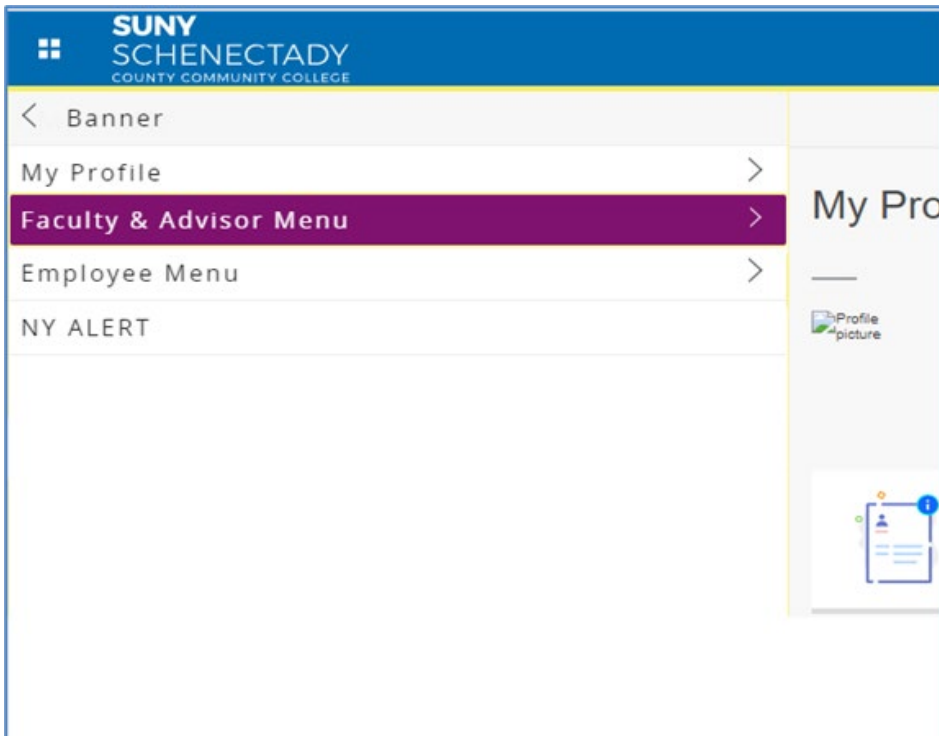 SUNY
SCHENECTADY
COUNTY COMMUNITY COLLEGE
Banner
My Profile
Faculty & Advisor Menu
Employee Menu
NY ALERT
My Pro
Profile
picture